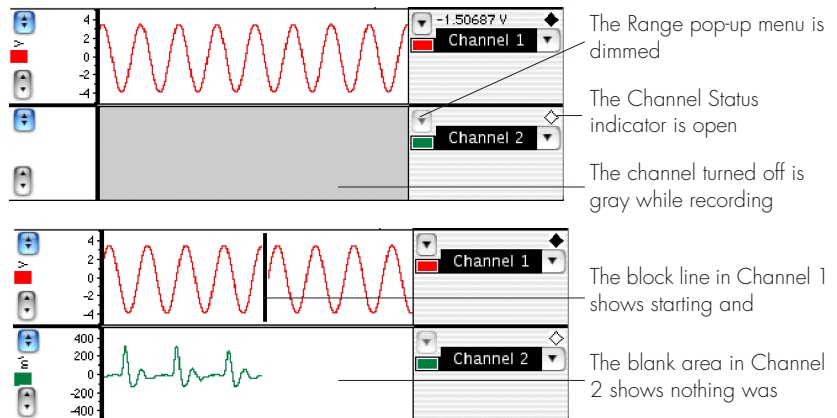 4
2
0
-2
-4
V
-1.50687 V
Channel 1
The Range pop-up menu is
dimmed
Channel 2
The Channel Status
indicator is open
The channel turned off is
gray while recording
4
2
0
-2
-4
V
Channel 1
The block line in Channel 1
shows starting and
400
200
0
-200
-400
Channel 2
The blank area in Channel
2 shows nothing was